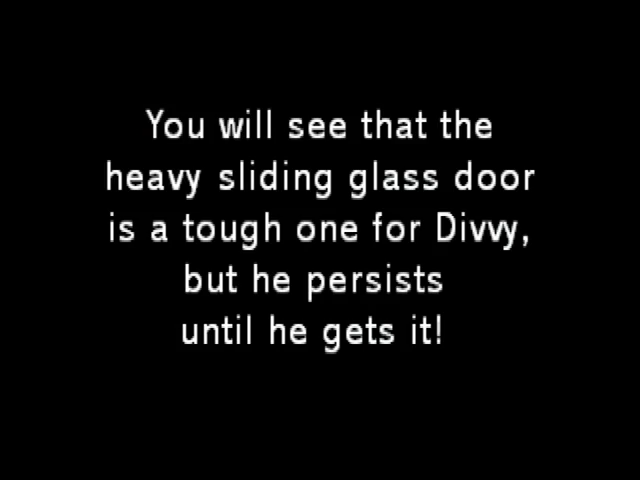 You will see that the
heavy sliding glass door
is a tough one for Divvy,
but he persists
until he gets it!